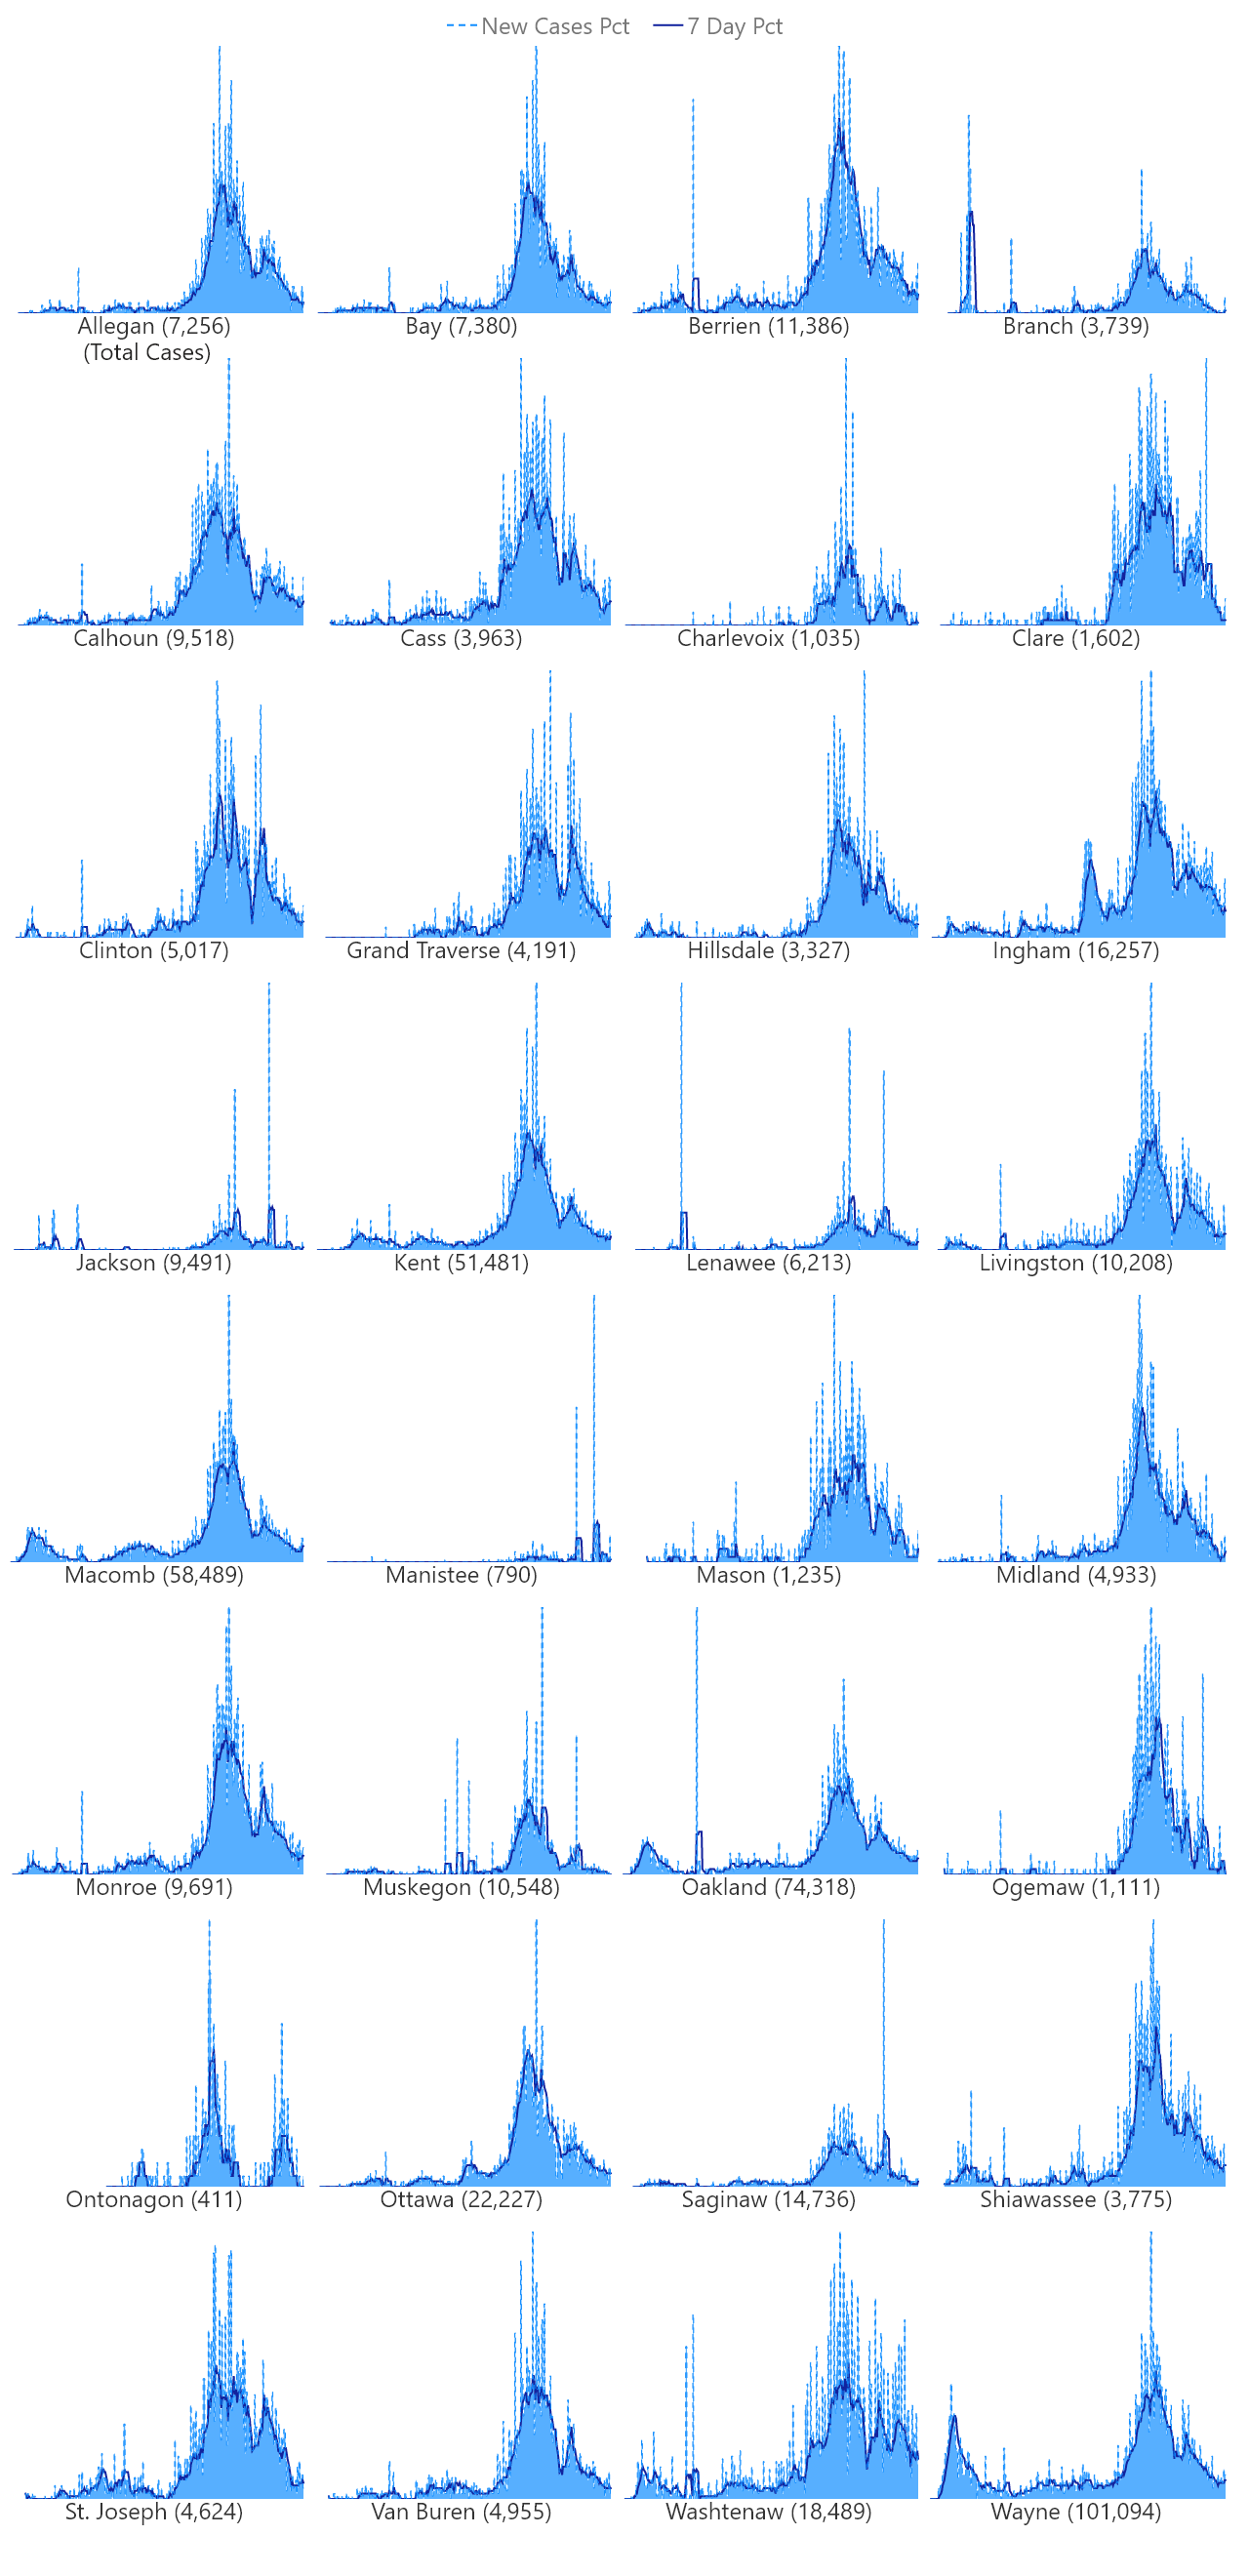 New Cases Pct 7 Day Pct
Allegan (7,256) Bay (7,380) Berrien (11,386) Branch (3,739)
(Total Cases)
Calhoun (9,518) Cass (3,963) Charlevoix (1,035) Clare (1,602)
Clinton (5,017) Grand Traverse (4,191) Hillsdale (3,327) Ingham (16,257)
Jackson (9,491) Kent (51,481) Lenawee (6,213) Livingston (10,208)
Macomb (58,489) Manistee (790) Mason (1,235) Midland (4,933)
Monroe (9,691) Muskegon (10,548) Oakland (74,318) Ogemaw (1,111)
Ontonagon (411) Ottawa (22,227) Saginaw (14,736) Shiawassee (3,775)
St. Joseph (4,624) Van Buren (4,955) Washtenaw (18,489) Wayne (101,094)